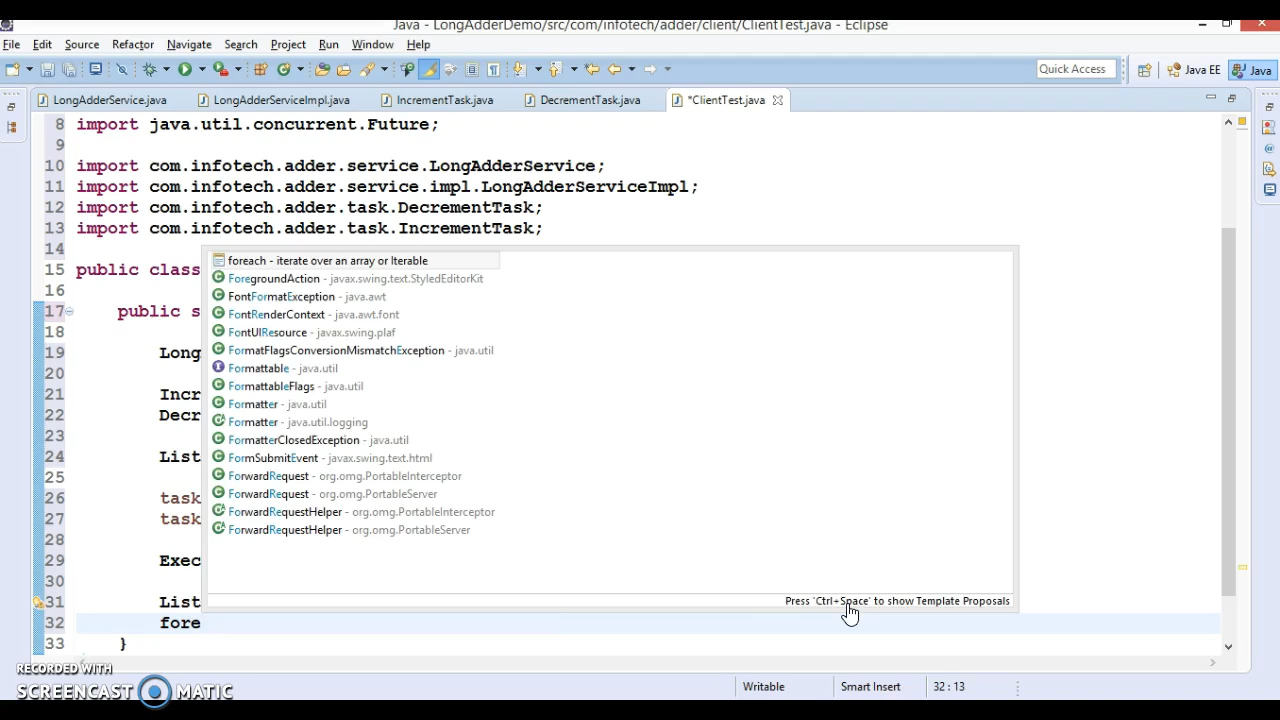 Java - LongAdderDemo/src/com/infotech/adder/client/ClientTest.java - Eclipse
File Edit Source Refactor Navigate Search Project Run Window Help
Quick Access Java EE Java
LongAdderService.java LongAdderServiceImpl.java IncrementTask.java DecrementTask.java *ClientTest.java
8 import java.util.concurrent.Future;
9
10 import com.infotech.adder.service.LongAdderService;
11 import com.infotech.adder.service.impl.LongAdderServiceImpl;
12 import com.infotech.adder.task.DecrementTask;
13 import com.infotech.adder.task.IncrementTask;
14
15 public class
16
17 public s
18
19 Long
20
21 Incr
22 Decr
23
24 List
25
26 task
27 task
28
29 Exec
30
31 List
32 fore
33 }
foreach - iterate over an array or Iterable
ForegroundAction - javax.swing.text.StyledEditorKit
FontFormatException - java.awt
FontRenderContext - java.awt.font
FontUIResource - javax.swing.plaf
FormatFlagsConversionMismatchException - java.util
Formattable - java.util
FormattableFlags - java.util
Formatter - java.util
Formatter - java.util.logging
FormatterClosedException - java.util
FormSubmitEvent - javax.swing.text.html
ForwardRequest - org.omg.PortableInterceptor
ForwardRequest - org.omg.PortableServer
ForwardRequestHelper - org.omg.PortableInterceptor
ForwardRequestHelper - org.omg.PortableServer
Press 'Ctrl+Space' to show Template Proposals
RECORDED WITH
SCREENCAST MATIC
Writable Smart Insert 32 : 13